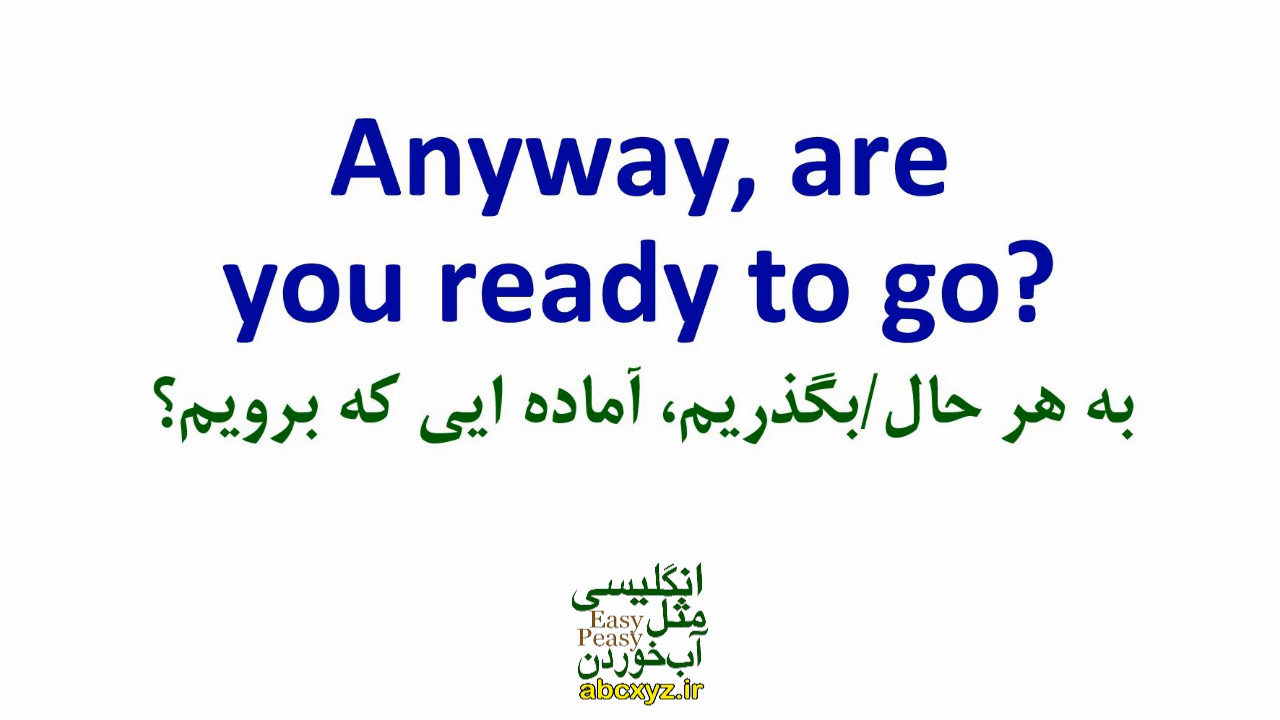 Anyway, are
you ready to go?
به هر حال/بگذریم، آماده ایی که برویم؟
انگلیسی
مثل Easy
Peasy
آب‌خوردن
abcxyz.ir